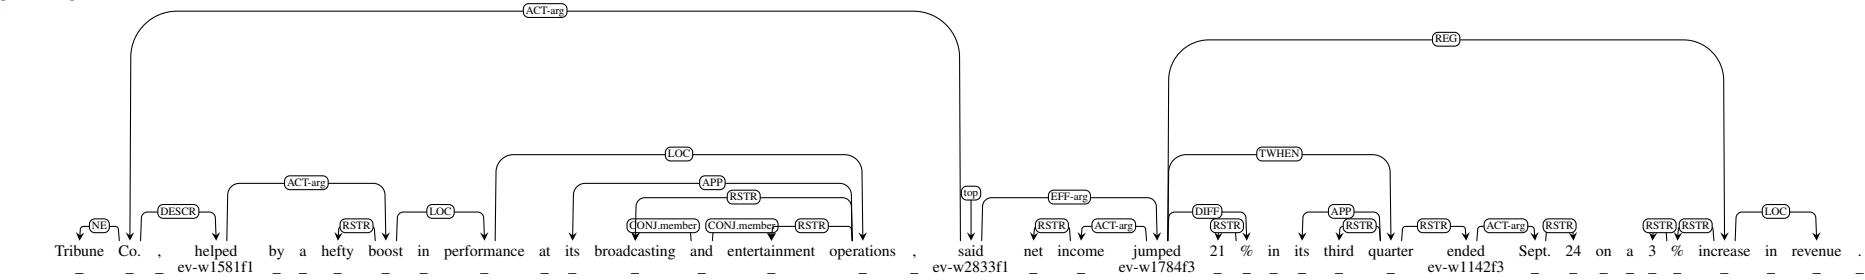 ACT-arg
REG
LOC TWHEN
ACT-arg APP
RSTR top EFF-arg
DESCR LOC DIFF APP LOC
NE RSTR CONJ.member CONJ.member RSTR RSTR ACT-arg RSTR RSTR RSTR ACT-arg RSTR RSTR RSTR
Tribune Co. , helped by a hefty boost in performance at its broadcasting and entertainment operations , said net income jumped 21 % in its third quarter ended Sept. 24 on a 3 % increase in revenue .
_ _ _ ev-w1581f1 _ _ _ _ _ _ _ _ _ _ _ _ _ ev-w2833f1 _ _ ev-w1784f3 _ _ _ _ _ _ ev-w1142f3 _ _ _ _ _ _ _ _ _ _